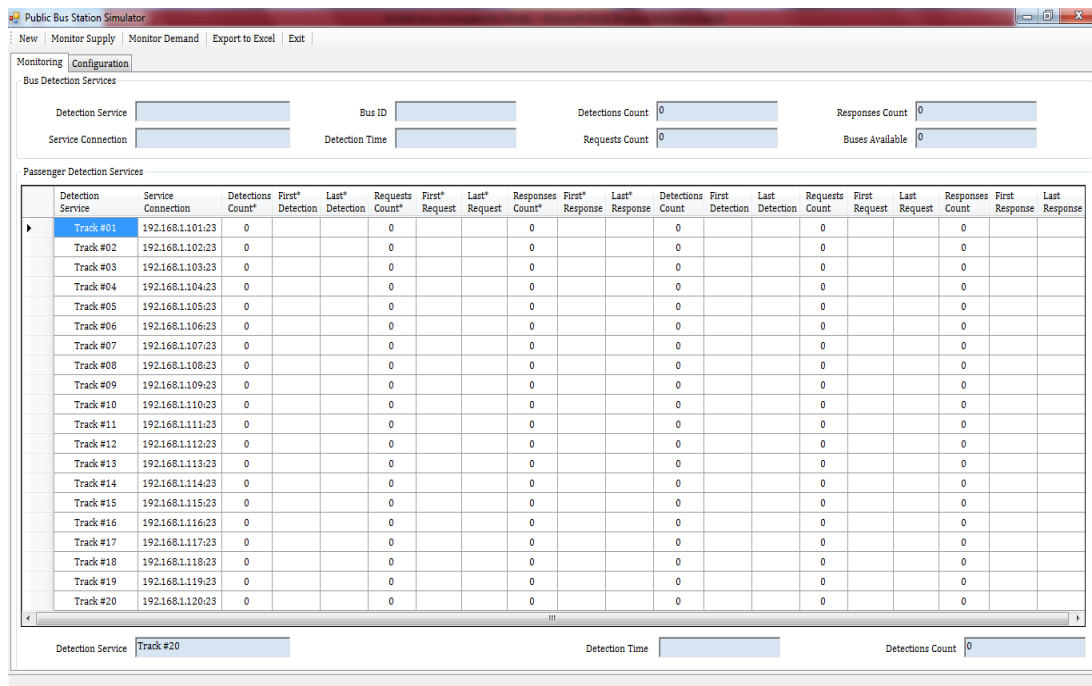 Public Bus Station Simulator
New Monitor Supply Monitor Demand Export to Excel Exit
Monitoring Configuration
Bus Detection Services
Detection Service Bus ID Detections Count 0 Responses Count 0
Service Connection Detection Time Requests Count 0 Buses Available 0
Passenger Detection Services
Detection Service Connection Detections First* Last* Requests First* Last* Responses First* Last* Detections First Last Requests First Last Responses First Last
Service Connection Count* Detection Detection Count* Request Request Count* Response Response Count Detection Detection Count Request Request Count Response Response
Track #01 192.168.1.101:23 0 0 0 0 0 0
Track #02 192.168.1.102:23 0 0 0 0 0 0
Track #03 192.168.1.103:23 0 0 0 0 0 0
Track #04 192.168.1.104:23 0 0 0 0 0 0
Track #05 192.168.1.105:23 0 0 0 0 0 0
Track #06 192.168.1.106:23 0 0 0 0 0 0
Track #07 192.168.1.107:23 0 0 0 0 0 0
Track #08 192.168.1.108:23 0 0 0 0 0 0
Track #09 192.168.1.109:23 0 0 0 0 0 0
Track #10 192.168.1.110:23 0 0 0 0 0 0
Track #11 192.168.1.111:23 0 0 0 0 0 0
Track #12 192.168.1.112:23 0 0 0 0 0 0
Track #13 192.168.1.113:23 0 0 0 0 0 0
Track #14 192.168.1.114:23 0 0 0 0 0 0
Track #15 192.168.1.115:23 0 0 0 0 0 0
Track #16 192.168.1.116:23 0 0 0 0 0 0
Track #17 192.168.1.117:23 0 0 0 0 0 0
Track #18 192.168.1.118:23 0 0 0 0 0 0
Track #19 192.168.1.119:23 0 0 0 0 0 0
Track #20 192.168.1.120:23 0 0 0 0 0 0
Detection Service Track #20 Detection Time Detections Count 0